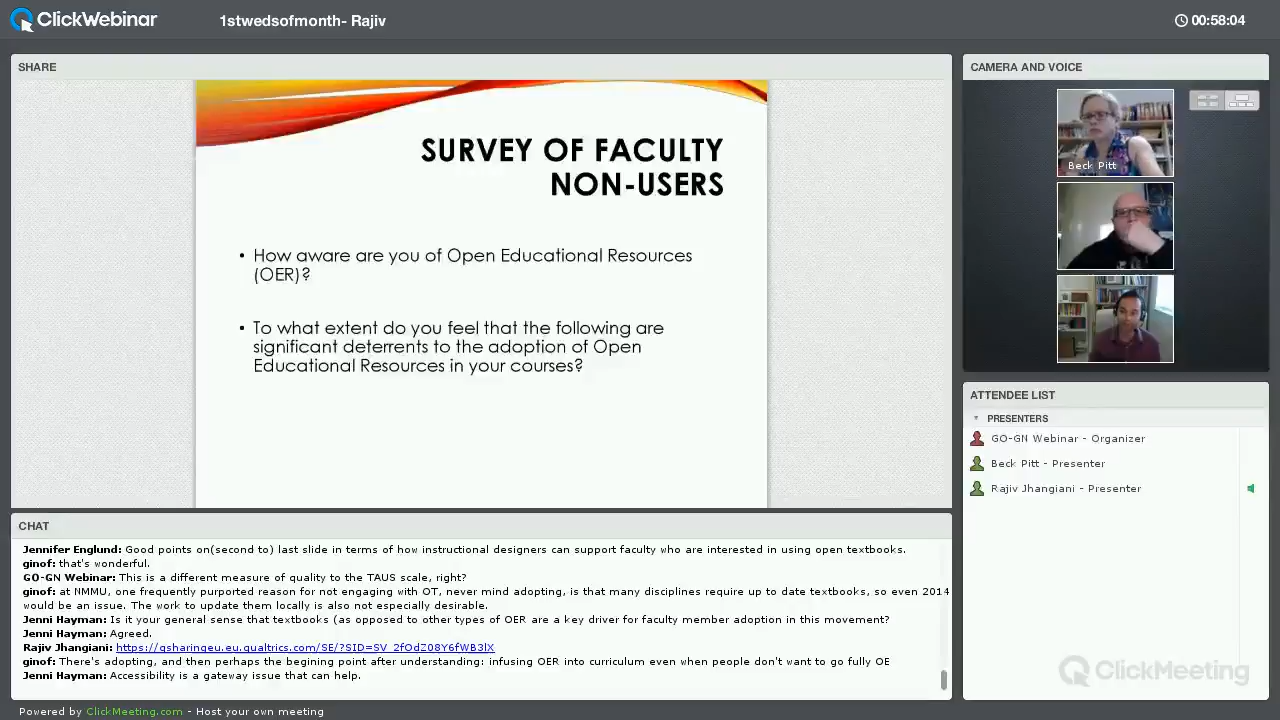 ClickWebinar
1stwedsofmonth- Rajiv
00:58:04
SHARE
SURVEY OF FACULTY
NON-USERS
• How aware are you of Open Educational Resources
(OER)?
• To what extent do you feel that the following are
significant deterrents to the adoption of Open
Educational Resources in your courses?
CAMERA AND VOICE
Beck Pitt
ATTENDEE LIST
PRESENTERS
GO-GN Webinar - Organizer
Beck Pitt - Presenter
Rajiv Jhangiani - Presenter
CHAT
Jennifer Englund: Good points on(second to) last slide in terms of how instructional designers can support faculty who are interested in using open textbooks.
ginof: that's wonderful.
GO-GN Webinar: This is a different measure of quality to the TAUS scale, right?
ginof: at NMMU, one frequently purported reason for not engaging with OT, never mind adopting, is that many disciplines require up to date textbooks, so even 2014
would be an issue. The work to update them locally is also not especially desirable.
Jenni Hayman: Is it your general sense that textbooks (as opposed to other types of OER are a key driver for faculty member adoption in this movement?
Jenni Hayman: Agreed.
Rajiv Jhangiani: https://qsharingeu.eu.qualtrics.com/SE/?SID=SV_2fOdZ08Y6fWB3lX
ginof: There's adopting, and then perhaps the begining point after understanding: infusing OER into curriculum even when people don't want to go fully OE
Jenni Hayman: Accessibility is a gateway issue that can help.
ClickMeeting
Powered by ClickMeeting.com - Host your own meeting